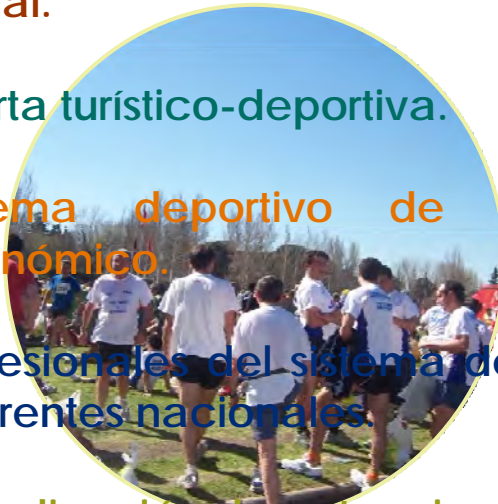 al.
rta turístico-deportiva.
ema deportivo de
nómico.
esionales del sistema de
rentes nacionales.